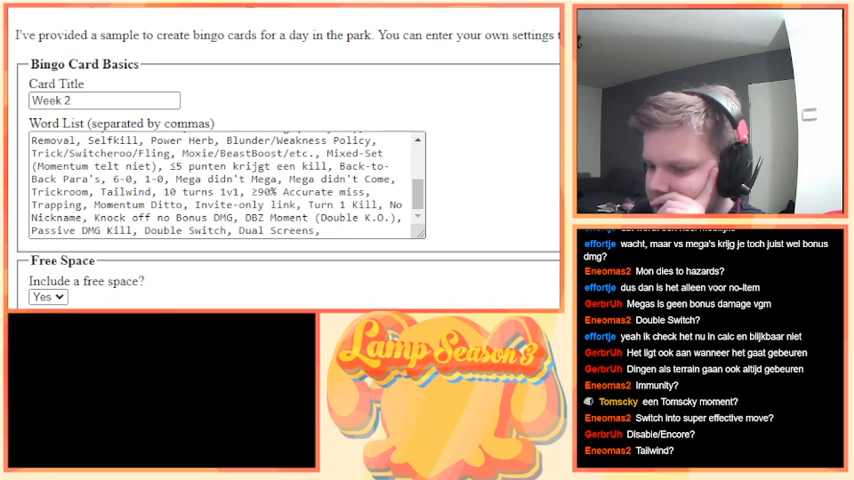 I've provided a sample to create bingo cards for a day in the park. You can enter your own settings t
Bingo Card Basics
Card Title
Week 2
Word List (separated by commas)
Removal, Selfkill, Power Herb, Blunder/Weakness Policy,
Trick/Switcheroo/Fling, Moxie/BeastBoost/etc., Mixed-Set
(Momentum telt niet), ≤5 punten krijgt een kill, Back-to-
Back Para's, 6-0, 1-0, Mega didn't Mega, Mega didn't Come,
Trickroom, Tailwind, 10 turns 1v1, ≥90% Accurate miss,
Trapping, Momentum Ditto, Invite-only link, Turn 1 Kill, No
Nickname, Knock off no Bonus DMG, DBZ Moment (Double K.O.),
Passive DMG Kill, Double Switch, Dual Screens,
Free Space
Include a free space?
Yes
Lamp Season 3
effortje wacht, maar vs mega's krijg je toch juist wel bonus
dmg?
Eneomas2 Mon dies to hazards?
effortje dus dan is het alleen voor no-item
GerbrUh Megas is geen bonus damage vgm
Eneomas2 Double Switch?
effortje yeah ik check het nu in calc en blijkbaar niet
GerbrUh Het ligt ook aan wanneer het gaat gebeuren
GerbrUh Dingen als terrain gaan ook altijd gebeuren
Eneomas2 Immunity?
Tomscky een Tomscky moment?
Eneomas2 Switch into super effective move?
GerbrUh Disable/Encore?
Eneomas2 Tailwind?